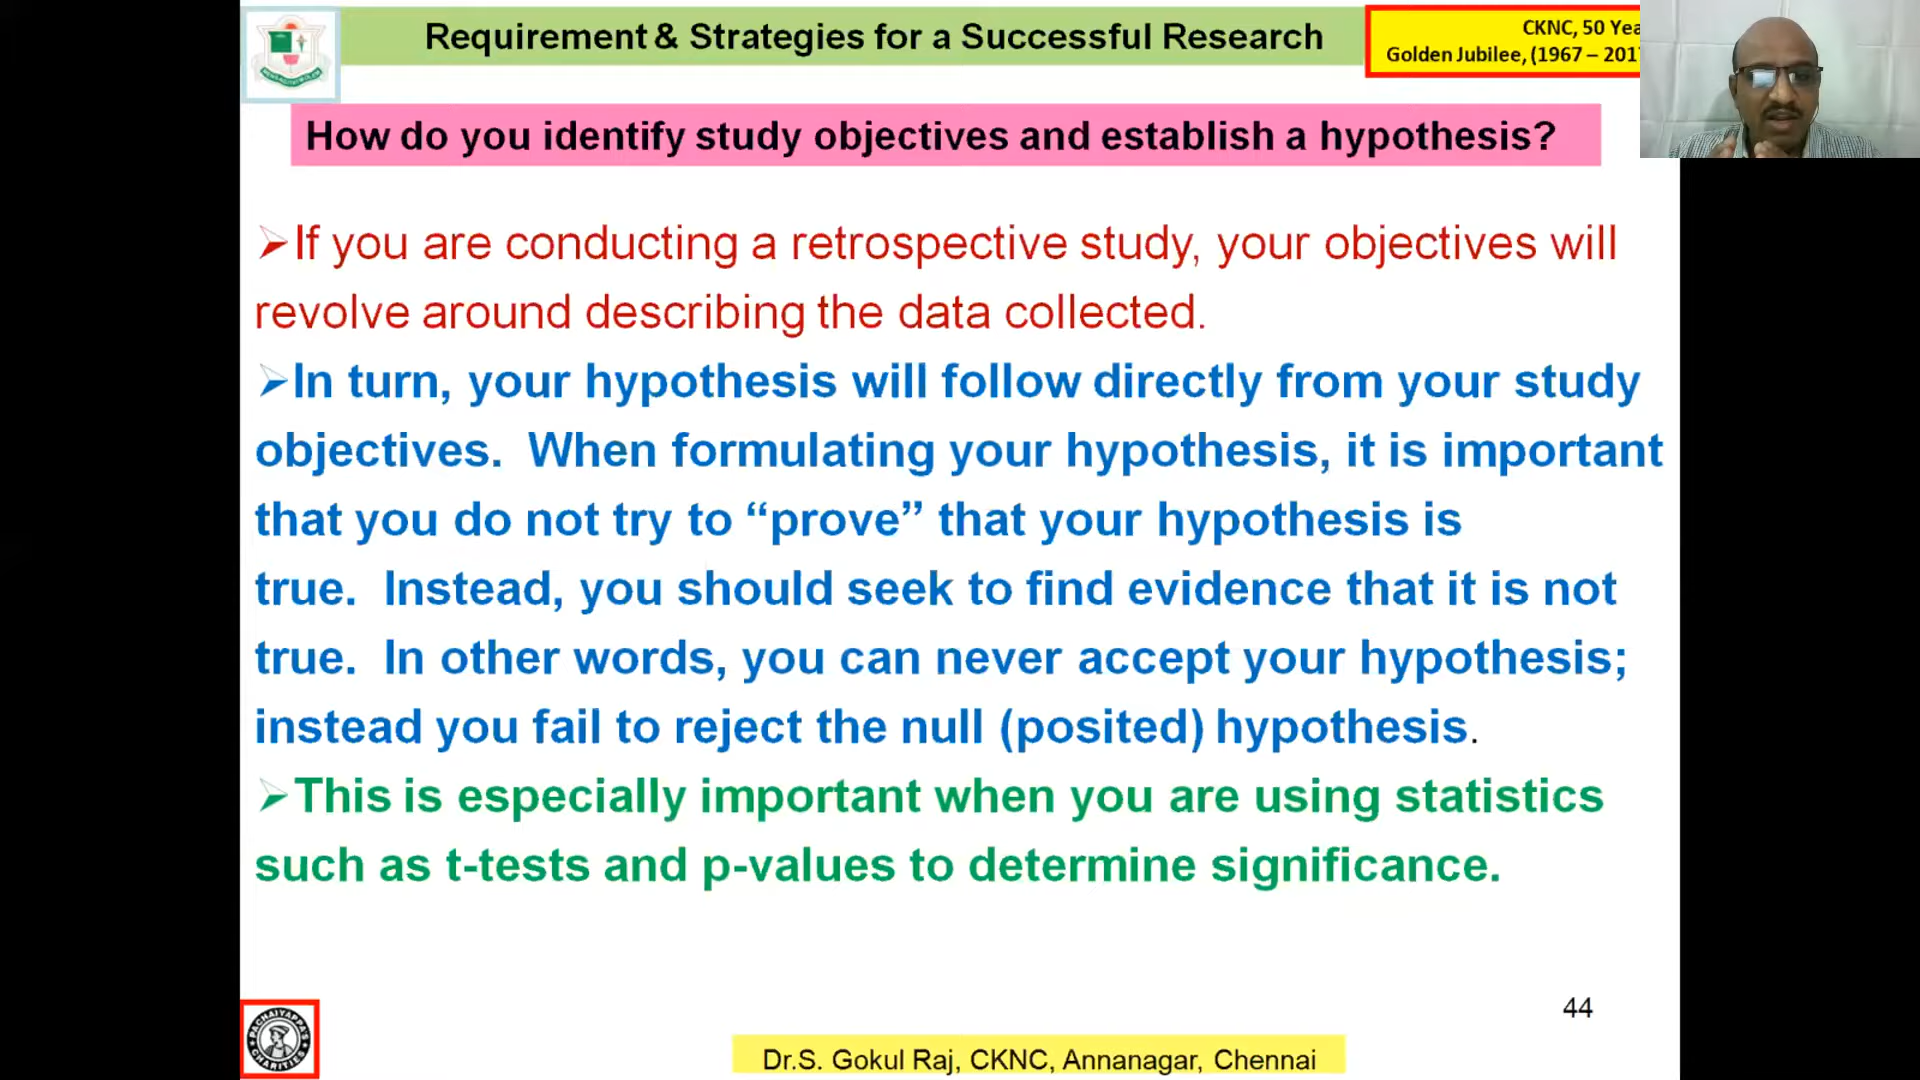 Requirement & Strategies for a Successful Research
CKNC, 50 Yea
Golden Jubilee, (1967 – 201
How do you identify study objectives and establish a hypothesis?
➢If you are conducting a retrospective study, your objectives will
revolve around describing the data collected.
➢In turn, your hypothesis will follow directly from your study
objectives.  When formulating your hypothesis, it is important
that you do not try to “prove” that your hypothesis is
true.  Instead, you should seek to find evidence that it is not
true.  In other words, you can never accept your hypothesis;
instead you fail to reject the null (posited) hypothesis.
➢This is especially important when you are using statistics
such as t-tests and p-values to determine significance.
44
PACHAIYAPPA'S
CHARITIES
Dr.S. Gokul Raj, CKNC, Annanagar, Chennai